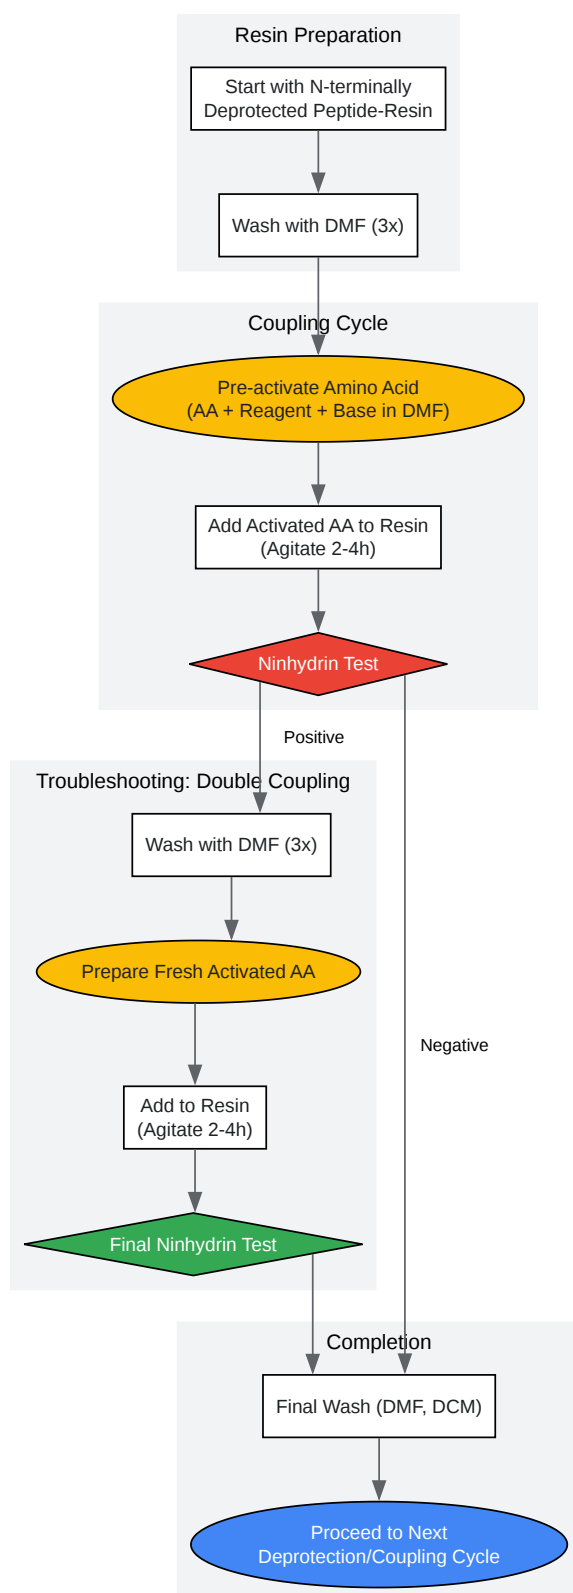 Resin Preparation
Start with N-terminally
Deprotected Peptide-Resin
Wash with DMF (3x)
Coupling Cycle
Pre-activate Amino Acid
(AA + Reagent + Base in DMF)
Add Activated AA to Resin
(Agitate 2-4h)
Ninhydrin Test
Positive
Troubleshooting: Double Coupling
Wash with DMF (3x)
Prepare Fresh Activated AA
Negative
Add to Resin
(Agitate 2-4h)
Final Ninhydrin Test
Completion
Final Wash (DMF, DCM)
Proceed to Next
Deprotection/Coupling Cycle